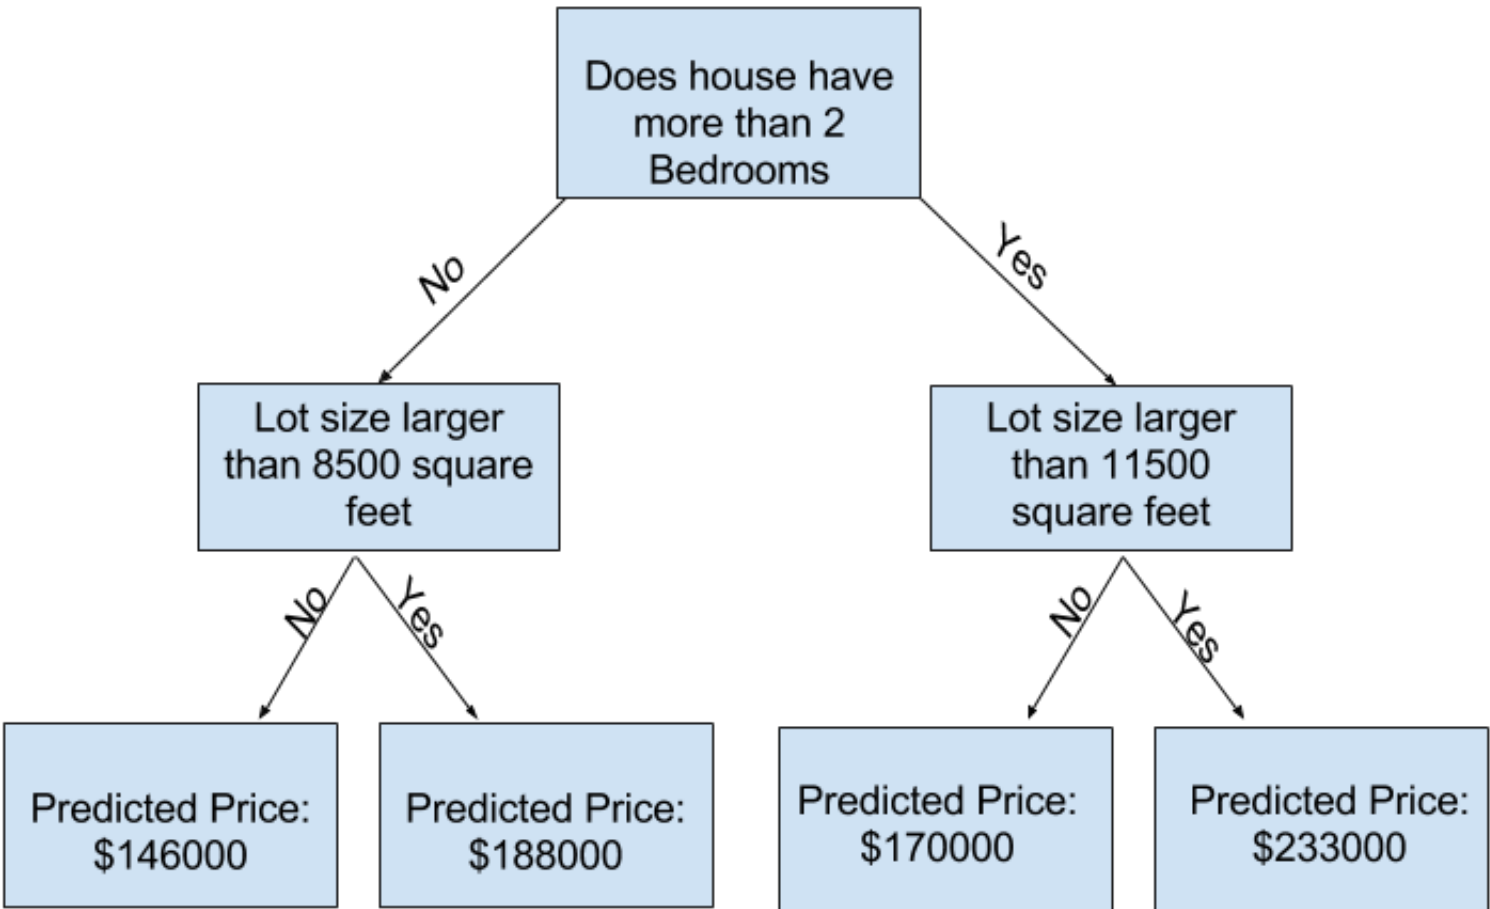 Does house have
more than 2
Bedrooms
No
Yes
Lot size larger
than 8500 square
feet
Lot size larger
than 11500
square feet
No
Yes
No
Yes
Predicted Price:
$146000
Predicted Price:
$188000
Predicted Price:
$170000
Predicted Price:
$233000